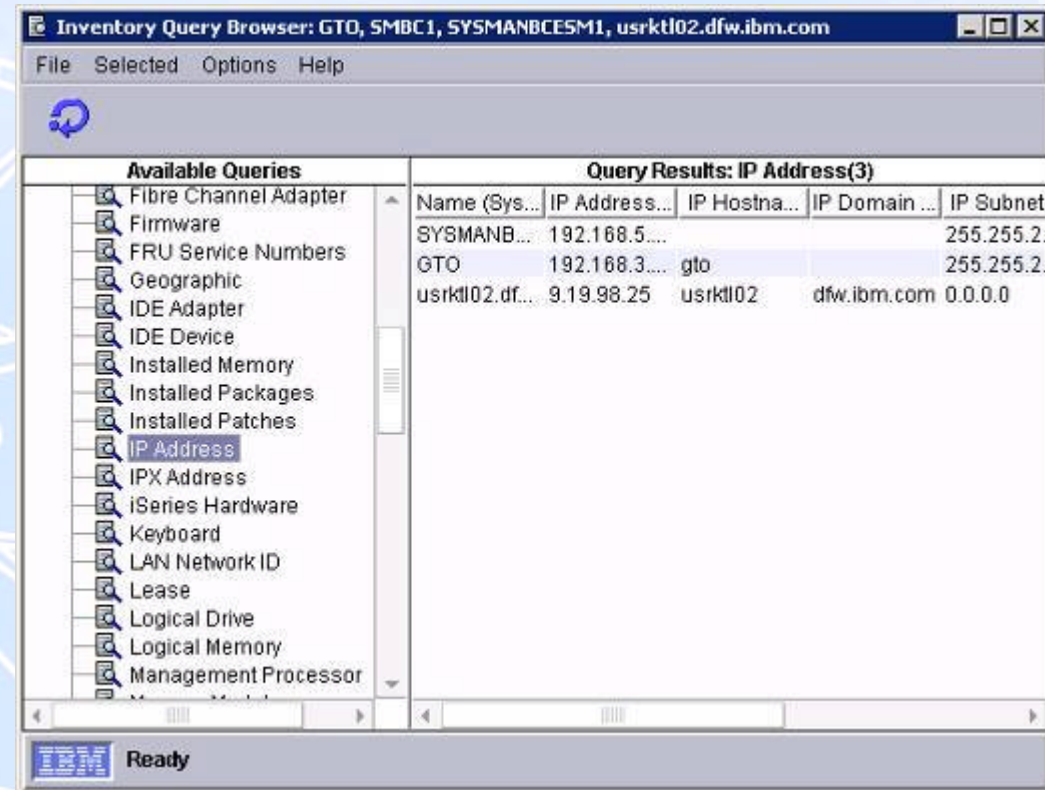 Inventory Query Browser: GTO, SMBC1, SYSMANBCESM1, usrktl02.dfw.ibm.com
File Selected Options Help
Available Queries
Fibre Channel Adapter
Firmware
FRU Service Numbers
Geographic
IDE Adapter
IDE Device
Installed Memory
Installed Packages
Installed Patches
IP Address
IPX Address
iSeries Hardware
Keyboard
LAN Network ID
Lease
Logical Drive
Logical Memory
Management Processor
Query Results: IP Address(3)
Name (Sys... IP Address... IP Hostna... IP Domain ... IP Subnet
SYSMANB... 192.168.5.... 255.255.2.
GTO 192.168.3.... gto 255.255.2.
usrktl02.df... 9.19.98.25 usrktl02 dfw.ibm.com 0.0.0.0
IBM Ready